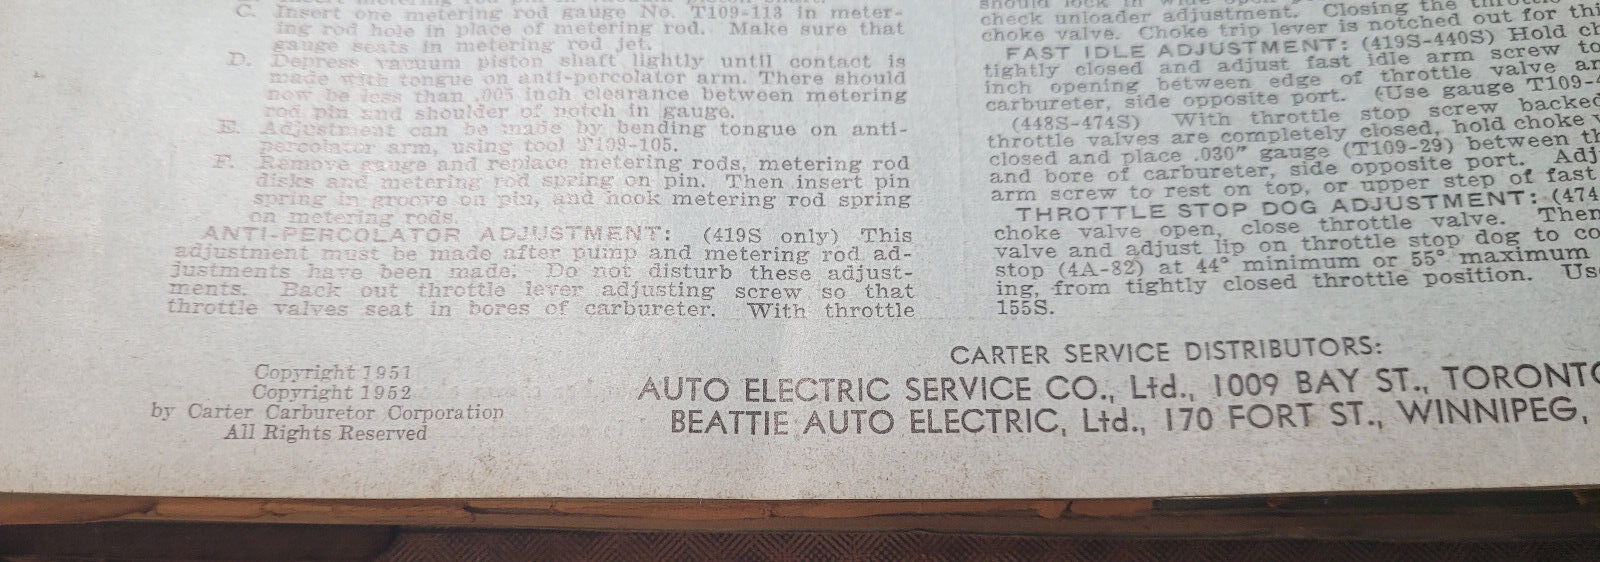 C. Insert one metering rod gauge No. T109-113 in meter-
ing rod hole in place of metering rod. Make sure that
gauge seats in metering rod jet.
D. Depress vacuum piston shaft lightly until contact is
made with tongue on anti-percolator arm. There should
now be less than .005 inch clearance between metering
rod pin and shoulder of notch in gauge.
E. Adjustment can be made by bending tongue on anti-
percolator arm, using tool T109-105.
F. Remove gauge and replace metering rods, metering rod
disks and metering rod spring on pin. Then insert pin
spring in groove on pin, and hook metering rod spring
on metering rods.
ANTI-PERCOLATOR ADJUSTMENT: (419S only) This
adjustment must be made after pump and metering rod ad-
justments have been made. Do not disturb these adjust-
ments. Back out throttle lever adjusting screw so that
throttle valves seat in bores of carbureter. With throttle
check unloader adjustment. Closing the
choke valve. Choke trip lever is notched out for
FAST IDLE ADJUSTMENT: (419S-440S) Hold
tightly closed and adjust fast idle arm screw to
inch opening between edge of throttle valve
carbureter, side opposite port. (Use gauge
(448S-474S) With throttle stop screw backed
throttle valves are completely closed, hold choke
closed and place .030" gauge (T109-29) between
and bore of carbureter, side opposite port.
arm screw to rest on top, or upper step of fast
THROTTLE STOP DOG ADJUSTMENT: (474
choke valve open, close throttle valve. Then
valve and adjust lip on throttle stop dog to
stop (4A-82) at 44° minimum or 55° maximum
ing, from tightly closed throttle position.
155S.
CARTER SERVICE DISTRIBUTORS:
AUTO ELECTRIC SERVICE CO., Ltd., 1009 BAY ST., TORONTO
BEATTIE AUTO ELECTRIC, Ltd., 170 FORT ST., WINNIPEG,
Copyright 1951
Copyright 1952
by Carter Carburetor Corporation
All Rights Reserved